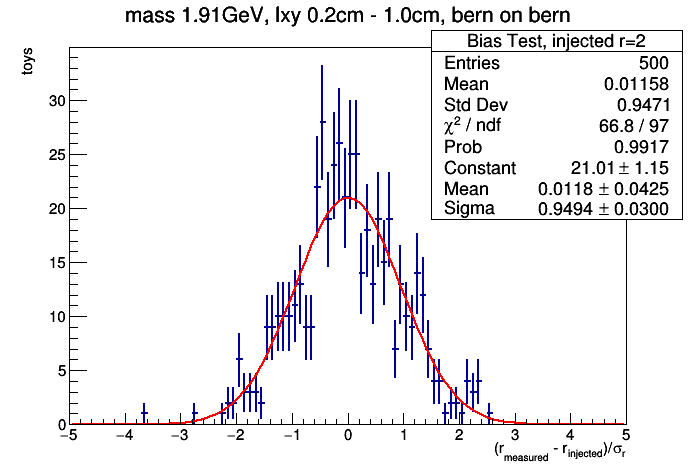 mass 1.91GeV, lxy 0.2cm - 1.0cm, bern on bern
Bias Test, injected r=2
Entries 500
Mean 0.01158
Std Dev 0.9471
χ² / ndf 66.8 / 97
Prob 0.9917
Constant 21.01 ± 1.15
Mean 0.0118 ± 0.0425
Sigma 0.9494 ± 0.0300
toys
30
25
20
15
10
5
0
−5 −4 −3 −2 −1 0 1 2 3 4 5
(r_measured - r_injected)/σ_r